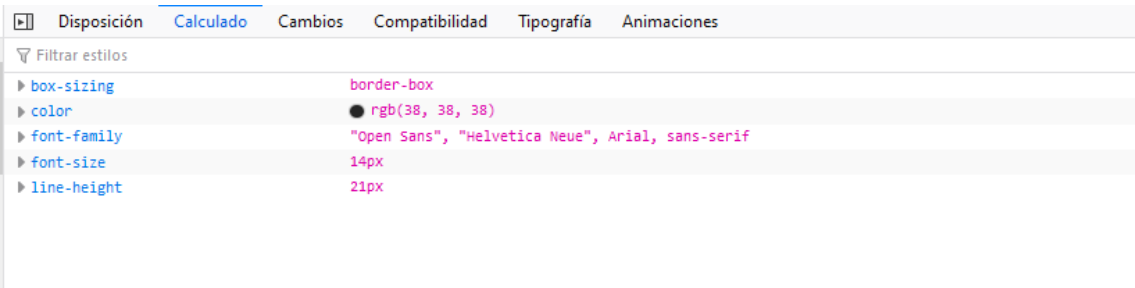 Disposición Calculado Cambios Compatibilidad Tipografía Animaciones
Filtrar estilos
box-sizing border-box
color rgb(38, 38, 38)
font-family "Open Sans", "Helvetica Neue", Arial, sans-serif
font-size 14px
line-height 21px